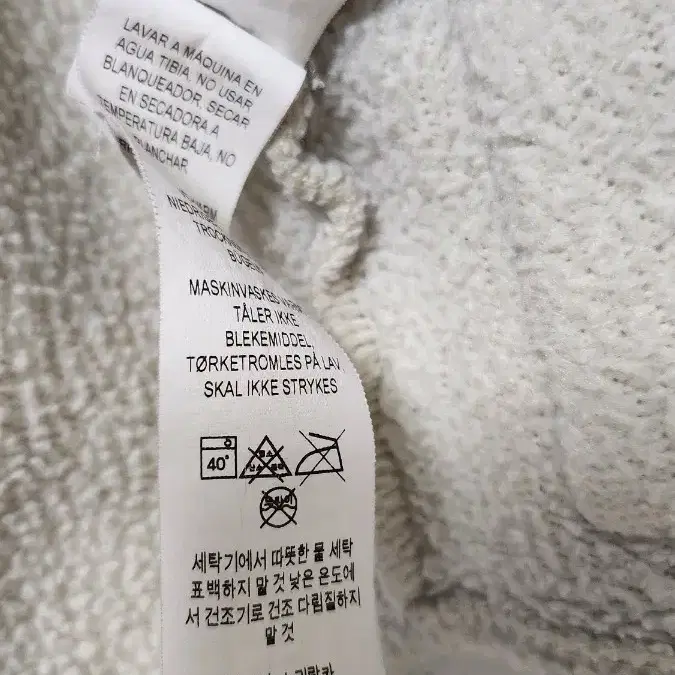 LAVAR A MÁQUINA EN
AGUA TIBIA, NO USAR
BLANQUEADOR, SECAR
EN SECADORA A
TEMPERATURA BAJA, NO
PLANCHAR
MASKINVASKES
TÅLER IKKE
BLEKEMIDDEL,
TØRKETROMLES PÅ LAV,
SKAL IKKE STRYKES
40°
세탁기에서 따뜻한 물 세탁
표백하지 말 것 낮은 온도에
서 건조기로 건조 다림질하지
말 것